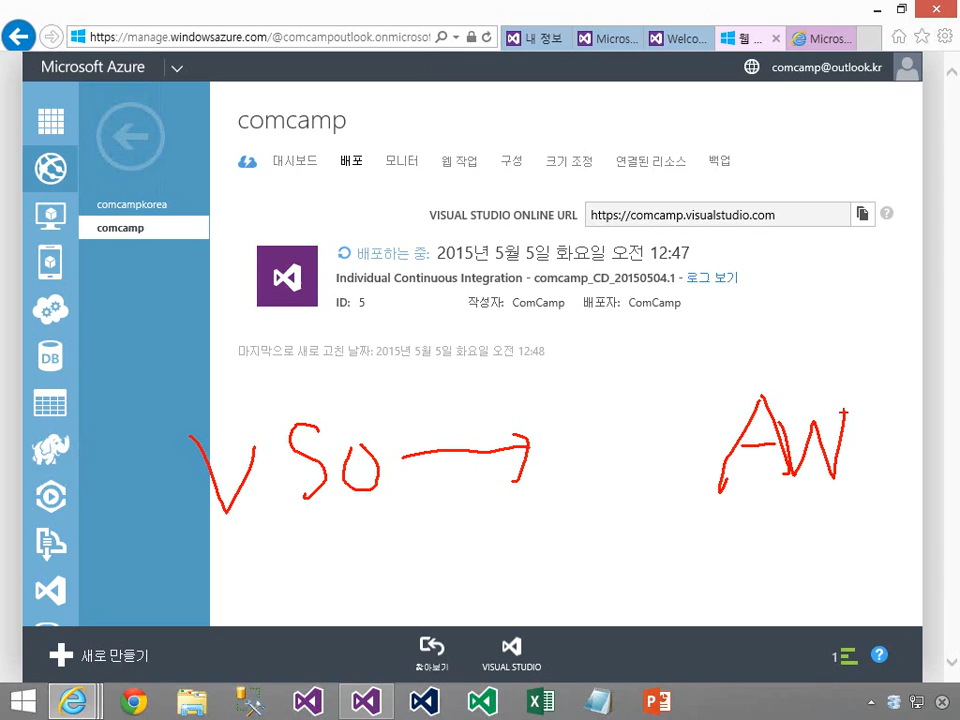 https://manage.windowsazure.com/@comcampoutlook.onmicrosof
내 정보
Micros...
Welco...
웹 ...
Micros...
Microsoft Azure
comcamp@outlook.kr
comcampkorea
comcamp
comcamp
대시보드 배포 모니터 웹 작업 구성 크기 조정 연결된 리소스 백업
VISUAL STUDIO ONLINE URL https://comcamp.visualstudio.com
배포하는 중: 2015년 5월 5일 화요일 오전 12:47
Individual Continuous Integration - comcamp_CD_20150504.1 - 로그 보기
ID: 5 작성자: ComCamp 배포자: ComCamp
마지막으로 새로 고친 날짜: 2015년 5월 5일 화요일 오전 12:48
DB
VSO → AW
새로 만들기
찾아보기
VISUAL STUDIO
1